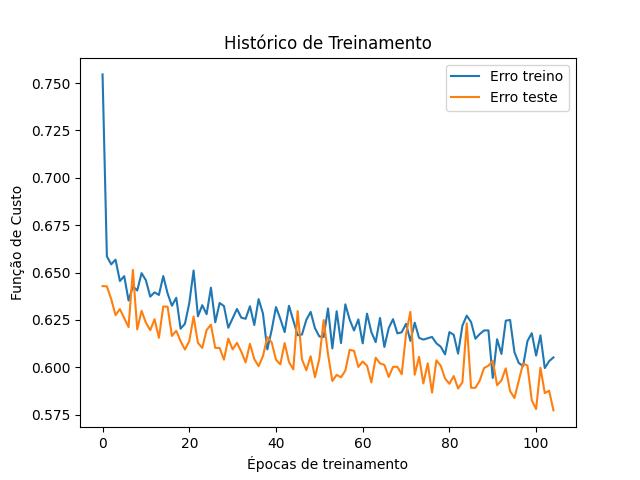 Histórico de Treinamento
Erro treino
Erro teste
Função de Custo
0.750
0.725
0.700
0.675
0.650
0.625
0.600
0.575
0
20
40
60
80
100
Épocas de treinamento